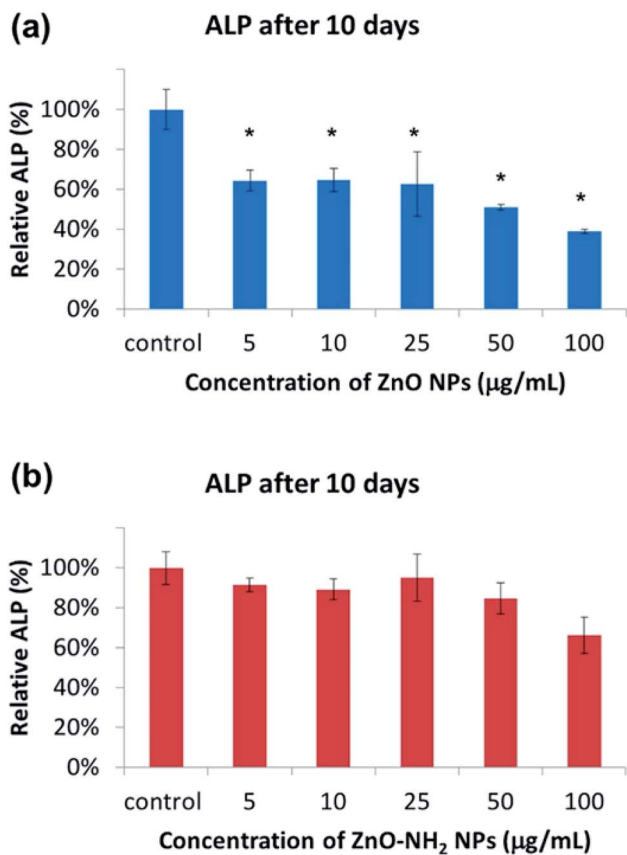 (a)
ALP after 10 days
Relative ALP (%)
100%
80%
60%
40%
20%
0%
* * * * *
control 5 10 25 50 100
Concentration of ZnO NPs (μg/mL)
(b)
ALP after 10 days
Relative ALP (%)
100%
80%
60%
40%
20%
0%
control 5 10 25 50 100
Concentration of ZnO-NH₂ NPs (μg/mL)